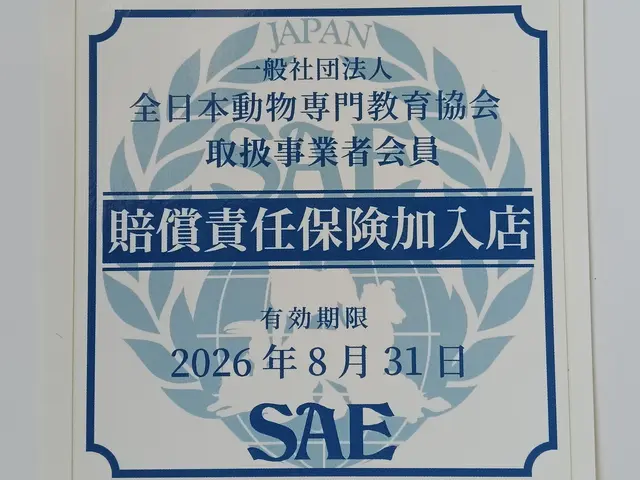 JAPAN
一般社団法人
全日本動物専門教育協会
SAE
取扱事業者会員
賠償責任保険加入店
有効期限
2026年8月31日
SAE